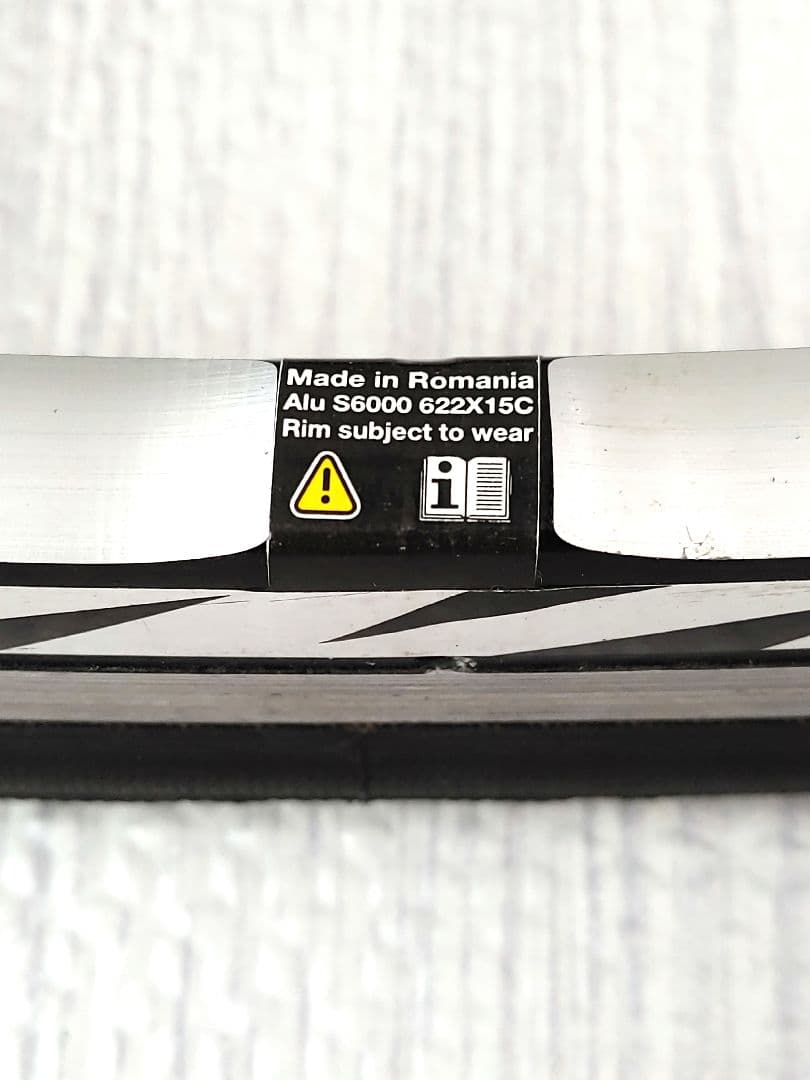 Made in Romania
Alu S6000 622X15C
Rim subject to wear